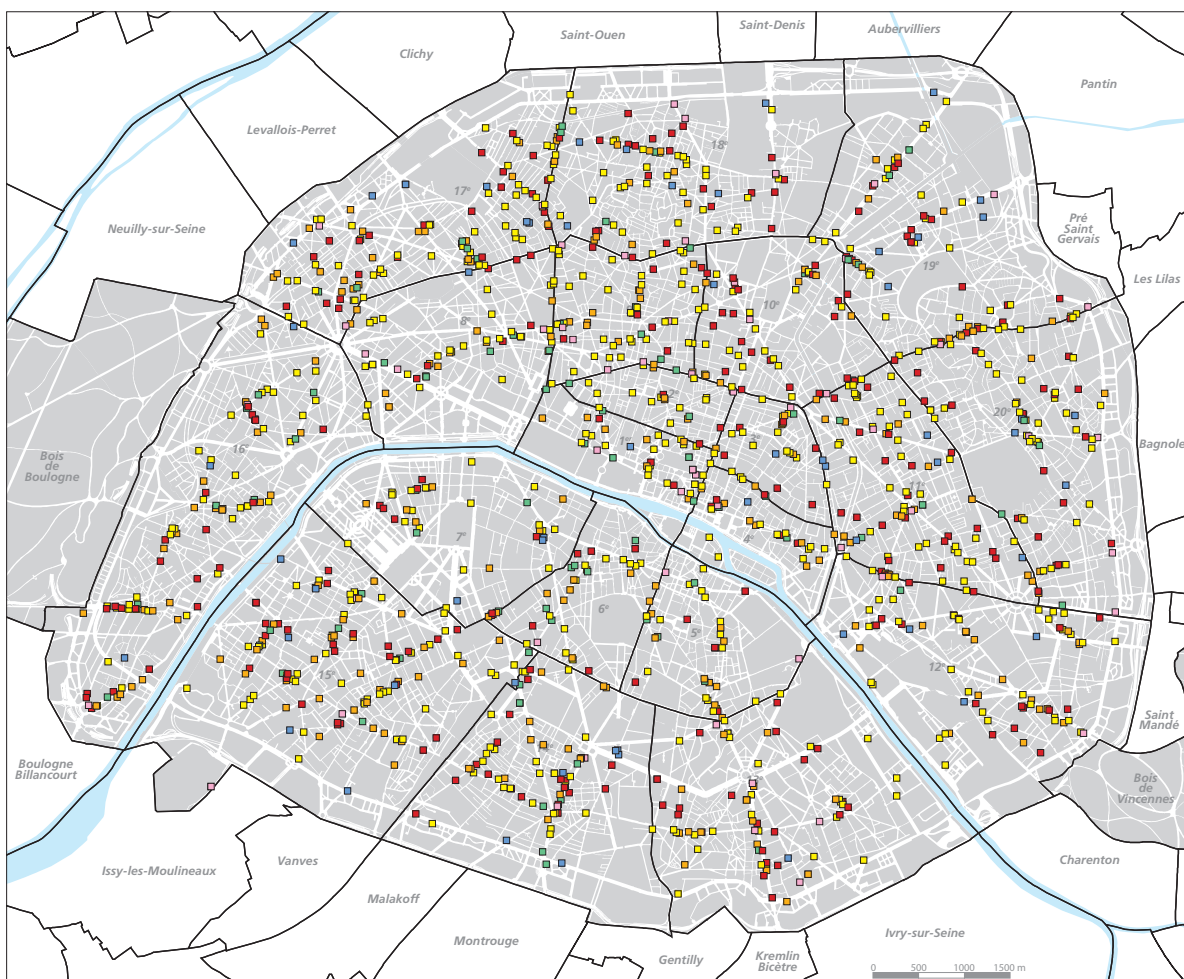 Saint-Denis
Aubervilliers
Saint-Ouen
Clichy
Pantin
Levallois-Perret
18e
17e
Neuilly-sur-Seine
Pré
Saint
Gervais
19e
Les Lilas
10e
8e
20e
1er
16e
Bagnole
Bois
de
Boulogne
11e
7e
4e
6e
5e
12e
15e
Saint
Mandé
Boulogne
Billancourt
Bois
de
Vincennes
Issy-les-Moulineaux
Vanves
Charenton
Malakoff
Montrouge
Ivry-sur-Seine
Gentilly
Kremlin
Bicètre
0 500 1000 1500 m